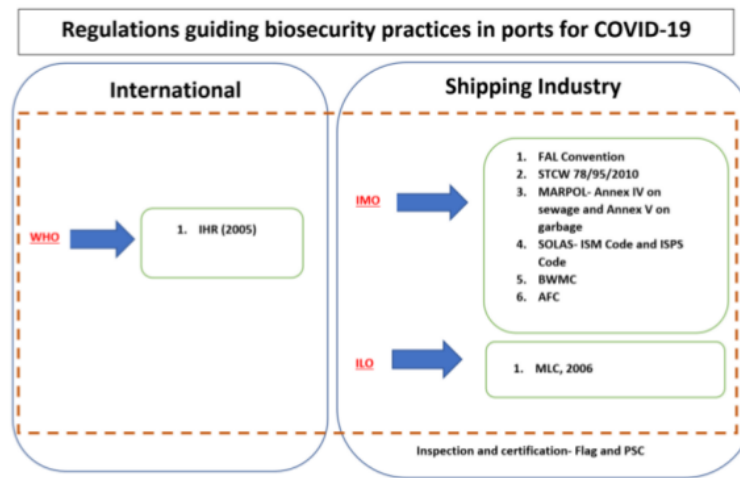 Regulations guiding biosecurity practices in ports for COVID-19
International
WHO
1. IHR (2005)
Shipping Industry
IMO
1. FAL Convention
2. STCW 78/95/2010
3. MARPOL- Annex IV on
sewage and Annex V on
garbage
4. SOLAS- ISM Code and ISPS
Code
5. BWMC
6. AFC
ILO
1. MLC, 2006
Inspection and certification- Flag and PSC